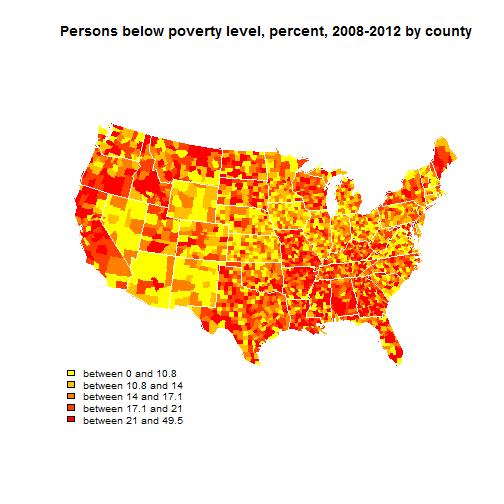 Persons below poverty level, percent, 2008-2012 by county
between 0 and 10.8
between 10.8 and 14
between 14 and 17.1
between 17.1 and 21
between 21 and 49.5